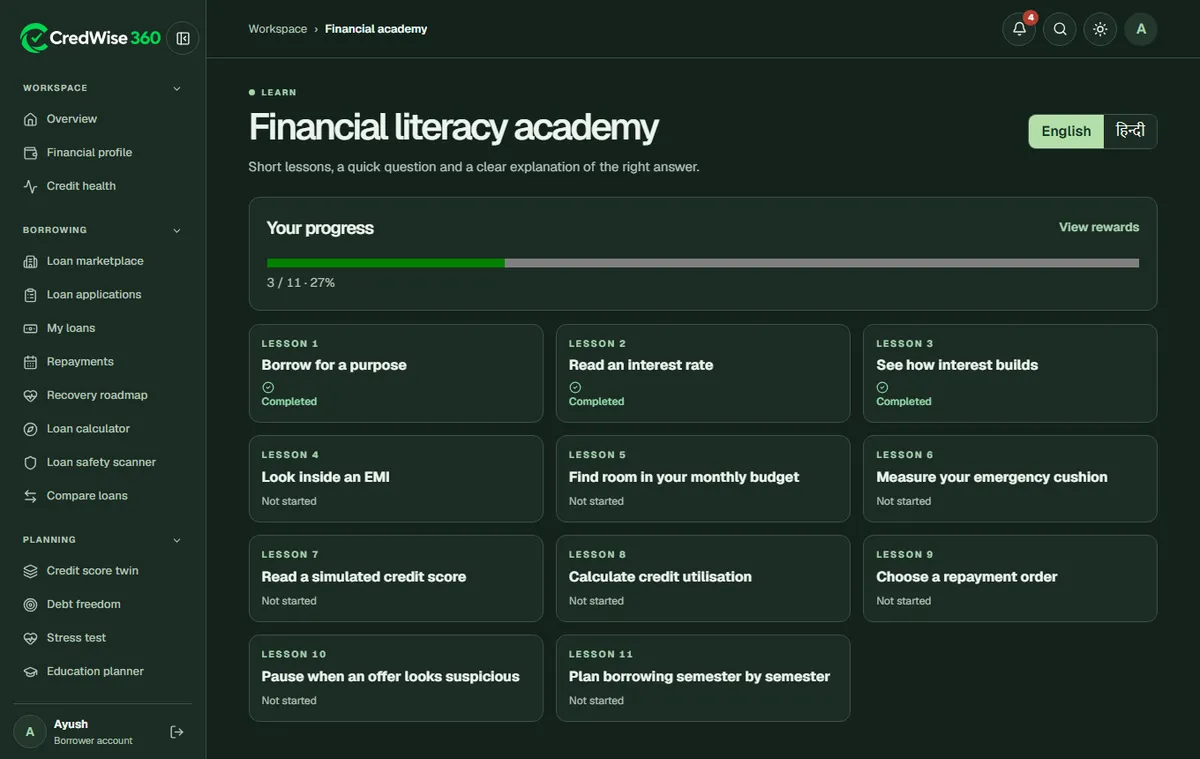 CredWise 360
WORKSPACE
Overview
Financial profile
Credit health
BORROWING
Loan marketplace
Loan applications
My loans
Repayments
Recovery roadmap
Loan calculator
Loan safety scanner
Compare loans
PLANNING
Credit score twin
Debt freedom
Stress test
Education planner
A
Ayush
Borrower account
Workspace › Financial academy
4
A
LEARN
Financial literacy academy
Short lessons, a quick question and a clear explanation of the right answer.
English
हिन्दी
Your progress
View rewards
3 / 11 · 27%
LESSON 1
Borrow for a purpose
Completed
LESSON 2
Read an interest rate
Completed
LESSON 3
See how interest builds
Completed
LESSON 4
Look inside an EMI
Not started
LESSON 5
Find room in your monthly budget
Not started
LESSON 6
Measure your emergency cushion
Not started
LESSON 7
Read a simulated credit score
Not started
LESSON 8
Calculate credit utilisation
Not started
LESSON 9
Choose a repayment order
Not started
LESSON 10
Pause when an offer looks suspicious
Not started
LESSON 11
Plan borrowing semester by semester
Not started